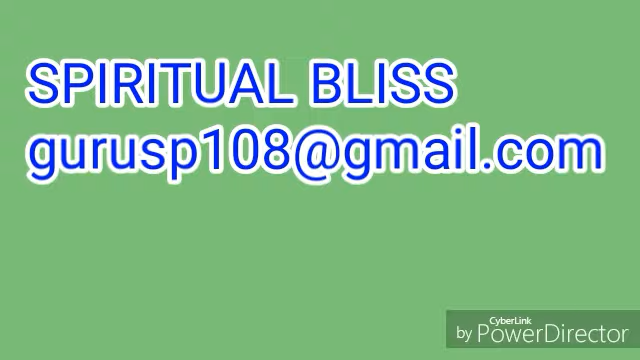 SPIRITUAL BLISS
gurusp108@gmail.com
CyberLink
by PowerDirector